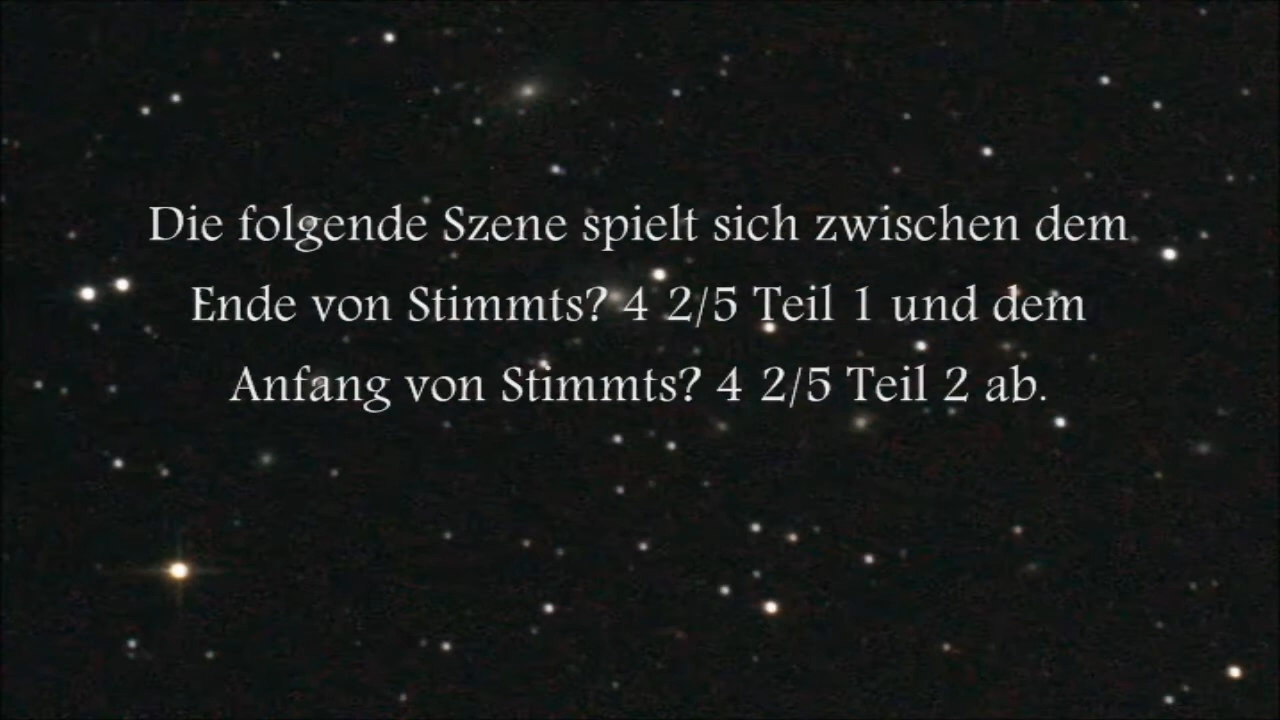 Die folgende Szene spielt sich zwischen dem
Ende von Stimmts? 4 2/5 Teil 1 und dem
Anfang von Stimmts? 4 2/5 Teil 2 ab.